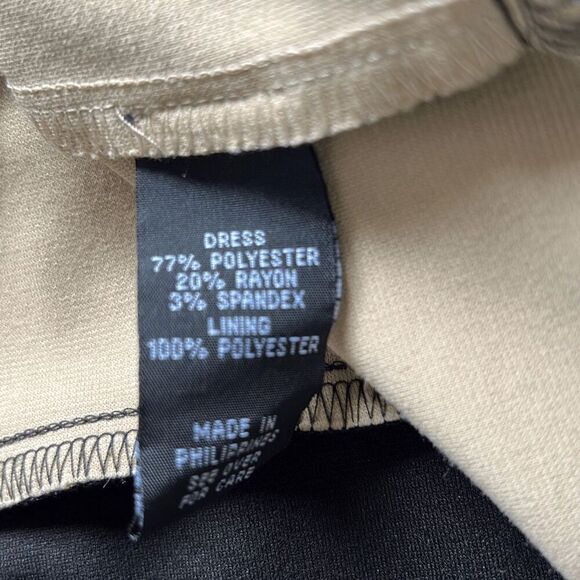 DRESS
77% POLYESTER
20% RAYON
3% SPANDEX
LINING
100% POLYESTER
MADE IN
PHILIPPINES
SEE OVER
FOR CARE